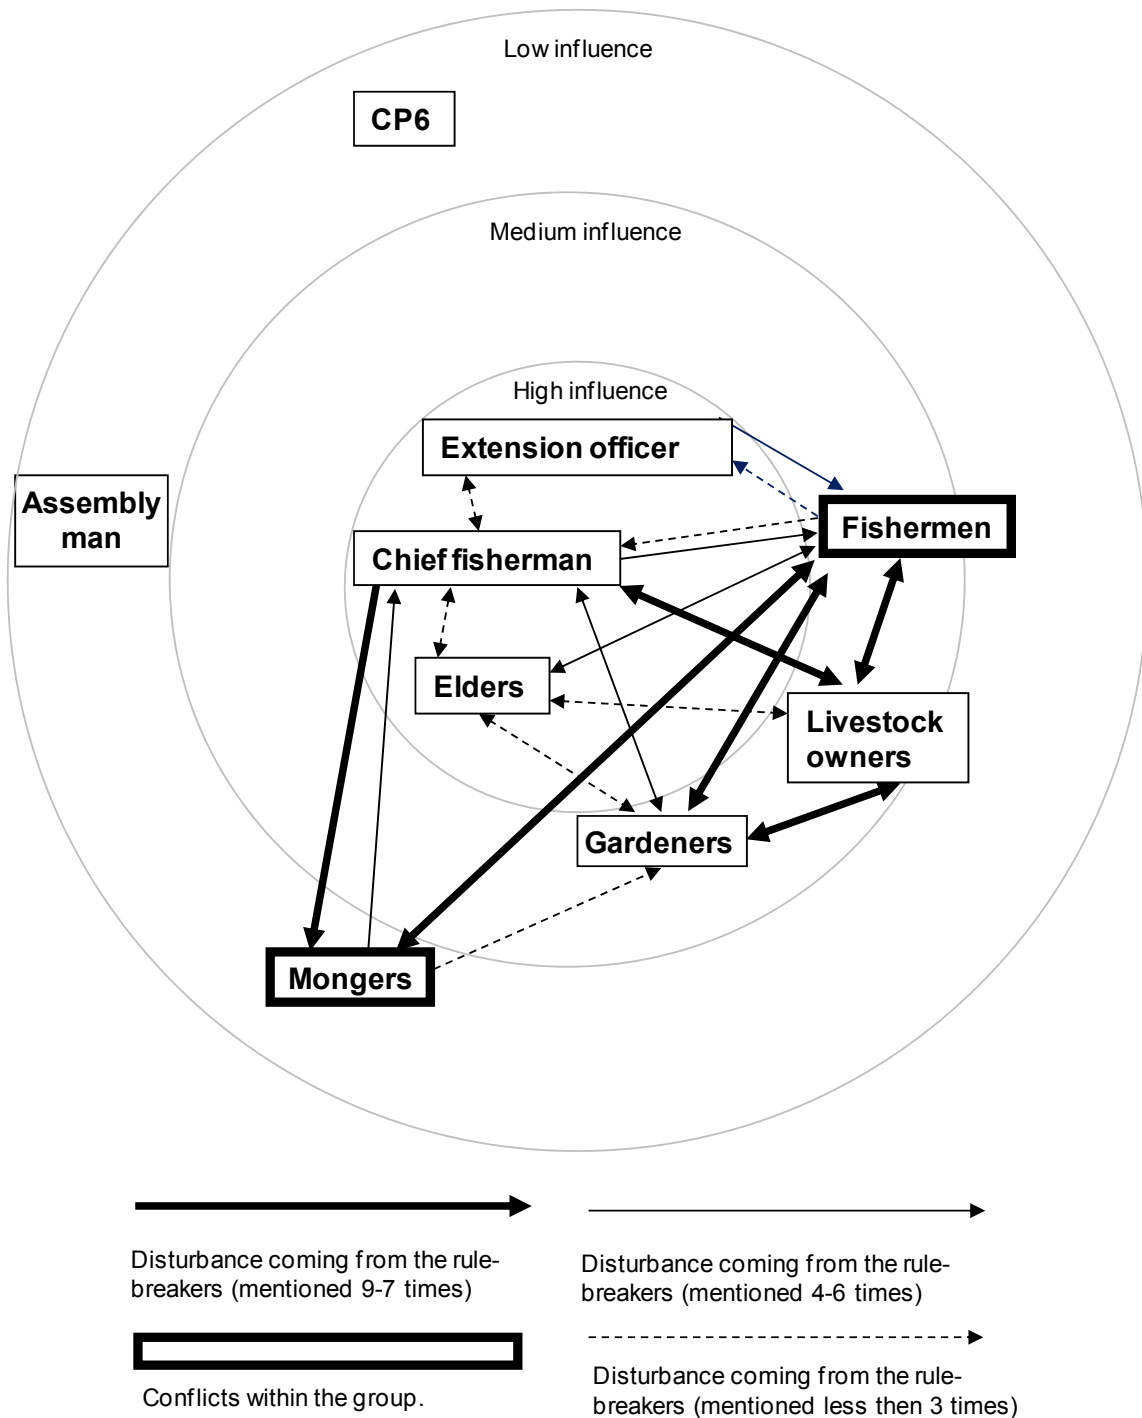 Low influence
CP6
Medium influence
High influence
Extension officer
Assembly
man
Fishermen
Chief fisherman
Elders
Livestock
owners
Gardeners
Mongers
Disturbance coming from the rule-
breakers (mentioned 9-7 times)
Disturbance coming from the rule-
breakers (mentioned 4-6 times)
Conflicts within the group.
Disturbance coming from the rule-
breakers (mentioned less then 3 times)